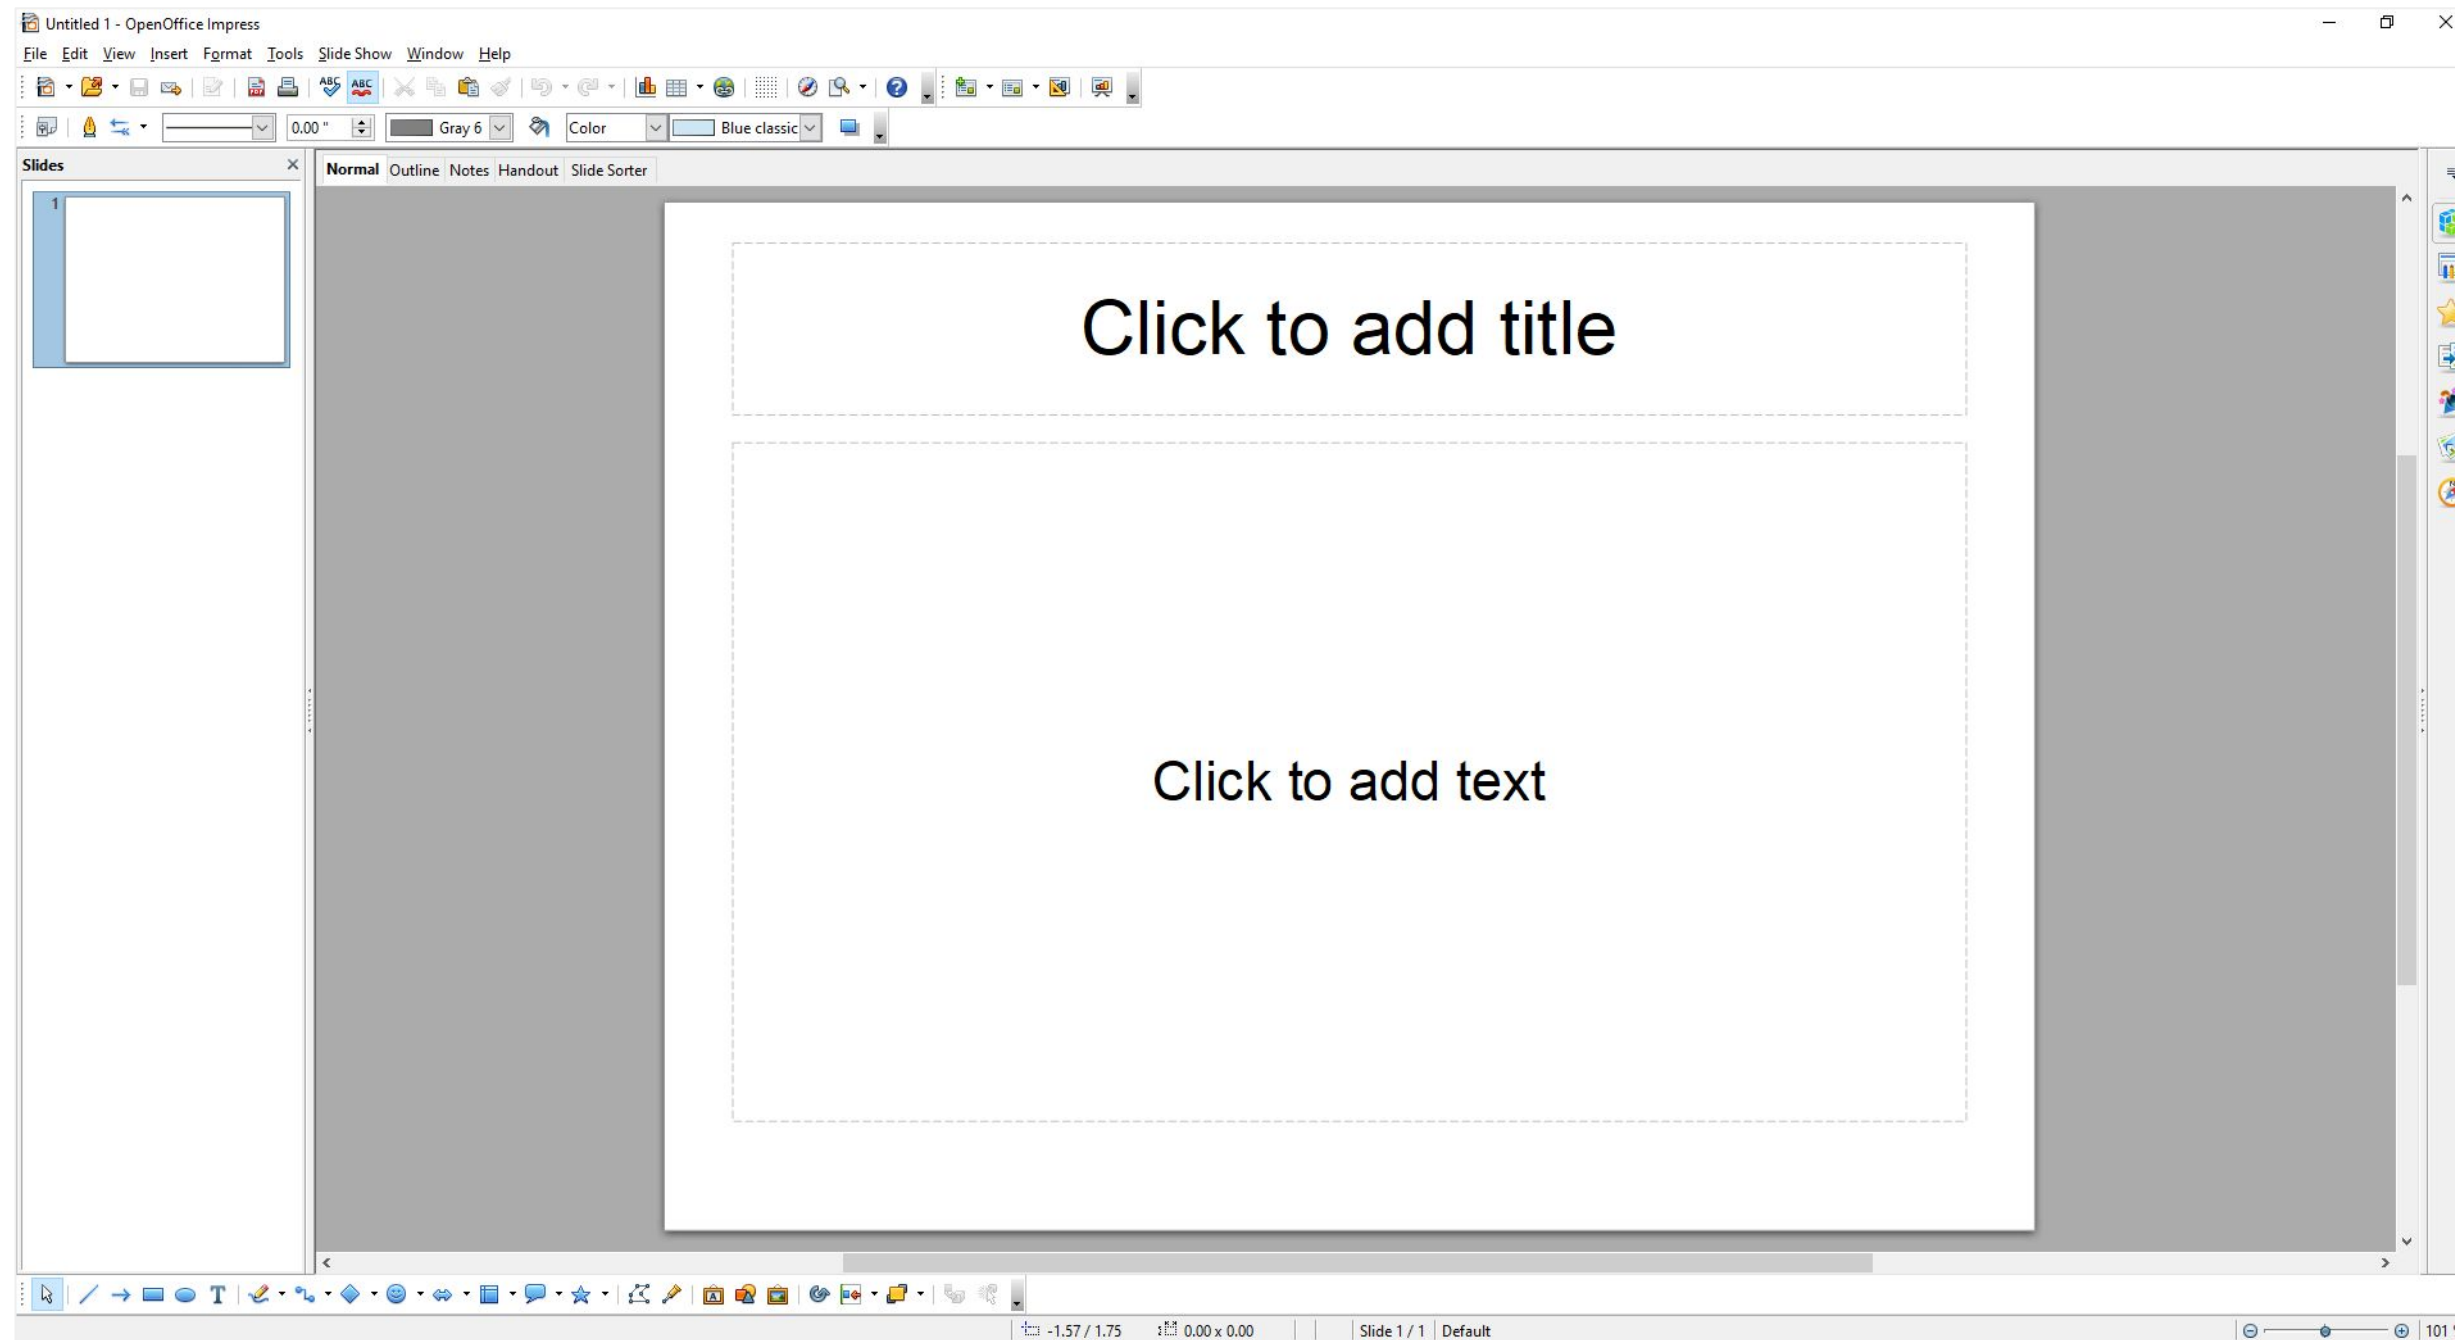 Untitled 1 - OpenOffice Impress
File Edit View Insert Format Tools Slide Show Window Help
0.00 " Gray 6 Color Blue classic
Slides
Normal Outline Notes Handout Slide Sorter
1
Click to add title
Click to add text
-1.57 / 1.75 0.00 x 0.00 Slide 1 / 1 Default 101